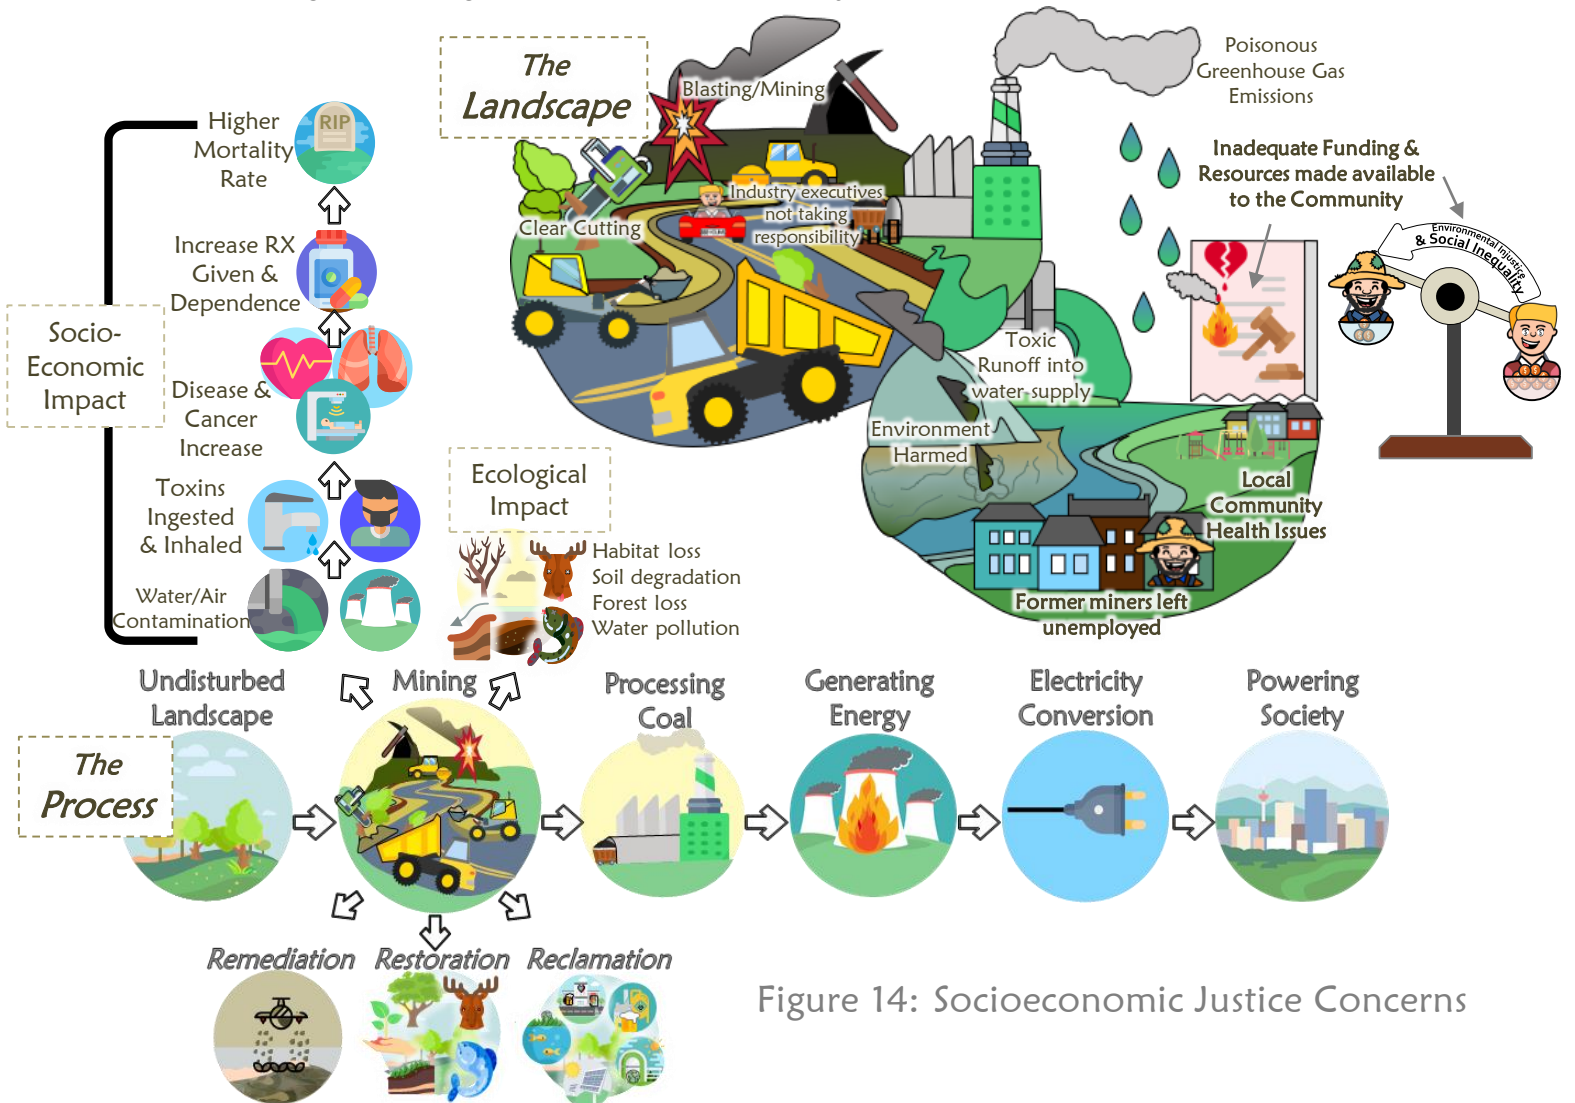 The
Landscape
Blasting/Mining
Poisonous
Greenhouse Gas
Emissions
Inadequate Funding &
Resources made available
to the Community
Environmental Injustice
& Social Inequality
Clear Cutting
Industry executives
not taking
responsibility
Toxic
Runoff into
water supply
Environment
Harmed
Local
Community
Health Issues
Former miners left
unemployed
Socio-
Economic
Impact
Higher
Mortality
Rate
RIP
Increase RX
Given &
Dependence
Disease &
Cancer
Increase
Toxins
Ingested
& Inhaled
Water/Air
Contamination
Ecological
Impact
Habitat loss
Soil degradation
Forest loss
Water pollution
The
Process
Undisturbed
Landscape
Mining
Processing
Coal
Generating
Energy
Electricity
Conversion
Powering
Society
Remediation
Restoration
Reclamation
Figure 14: Socioeconomic Justice Concerns